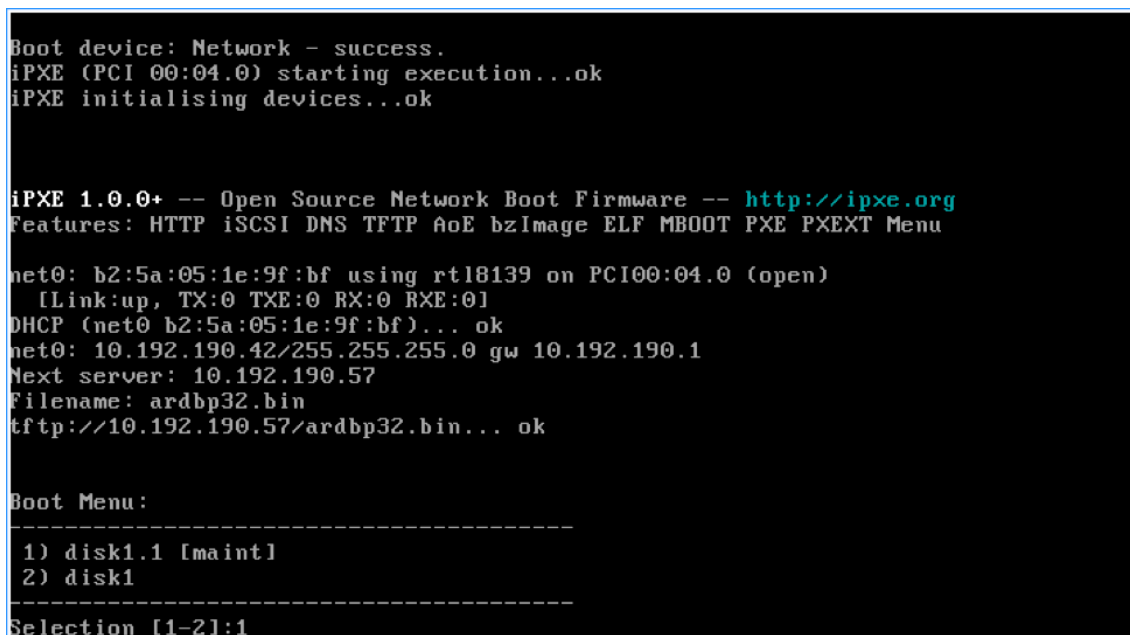 Boot device: Network - success.
iPXE (PCI 00:04.0) starting execution...ok
iPXE initialising devices...ok
iPXE 1.0.0+ -- Open Source Network Boot Firmware -- http://ipxe.org
Features: HTTP iSCSI DNS TFTP AoE bzImage ELF MBOOT PXE PXEXT Menu
net0: b2:5a:05:1e:9f:bf using rtl8139 on PCI00:04.0 (open)
[Link:up, TX:0 TXE:0 RX:0 RXE:0]
DHCP (net0 b2:5a:05:1e:9f:bf)... ok
net0: 10.192.190.42/255.255.255.0 gw 10.192.190.1
Next server: 10.192.190.57
Filename: ardbp32.bin
tftp://10.192.190.57/ardbp32.bin... ok
Boot Menu:
-----------------------------------------
1) disk1.1 [maint]
2) disk1
-----------------------------------------
Selection [1-2]:1